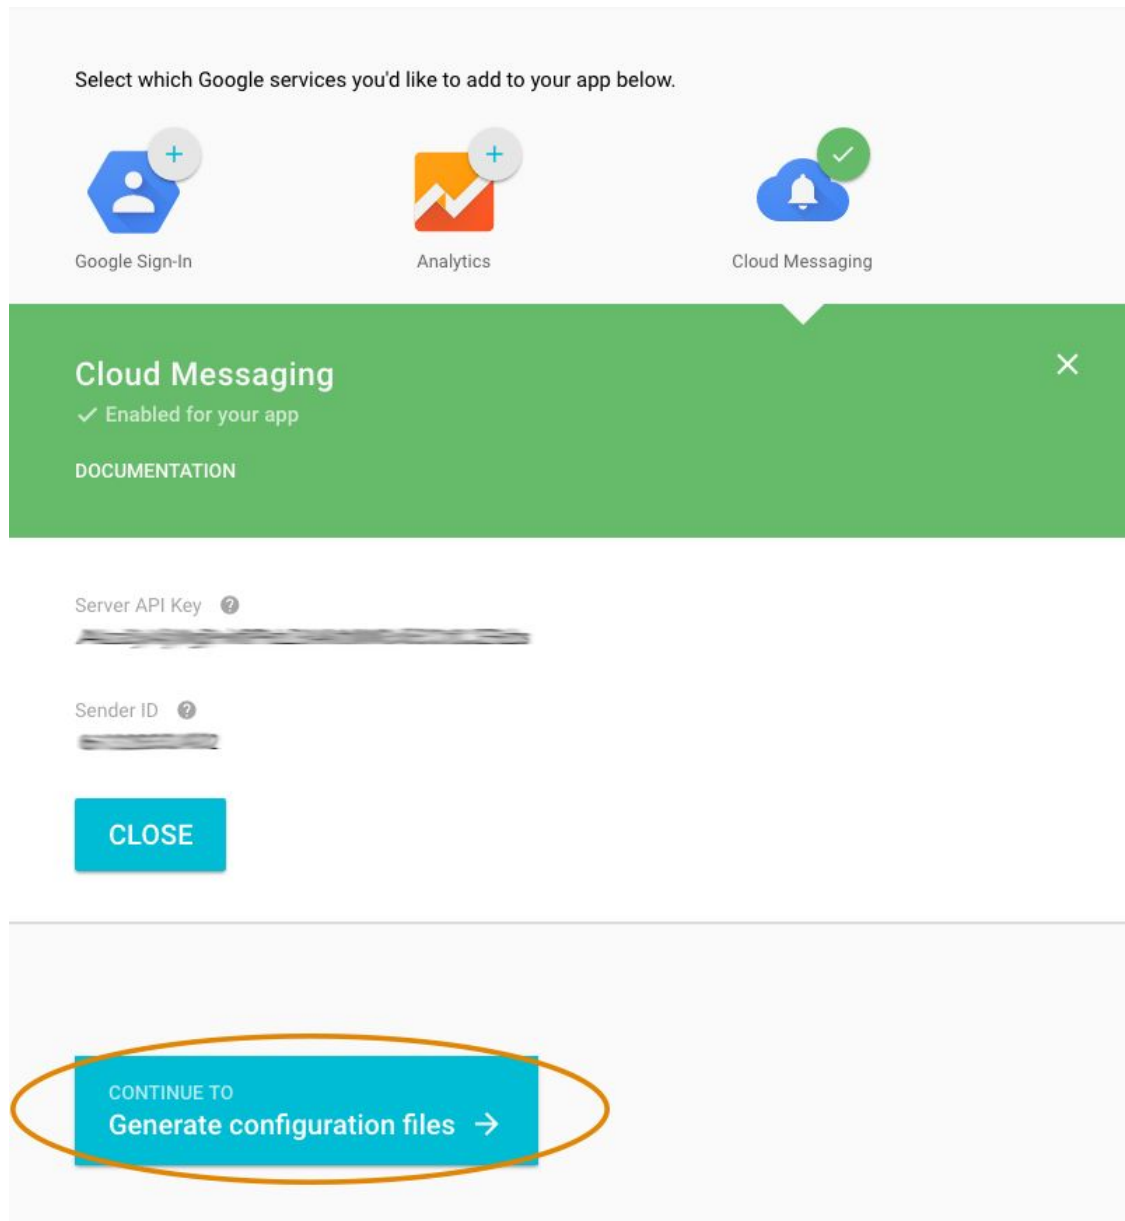 Select which Google services you'd like to add to your app below.
Google Sign-In
Analytics
Cloud Messaging
Cloud Messaging
Enabled for your app
DOCUMENTATION
Server API Key
Sender ID
CLOSE
CONTINUE TO
Generate configuration files